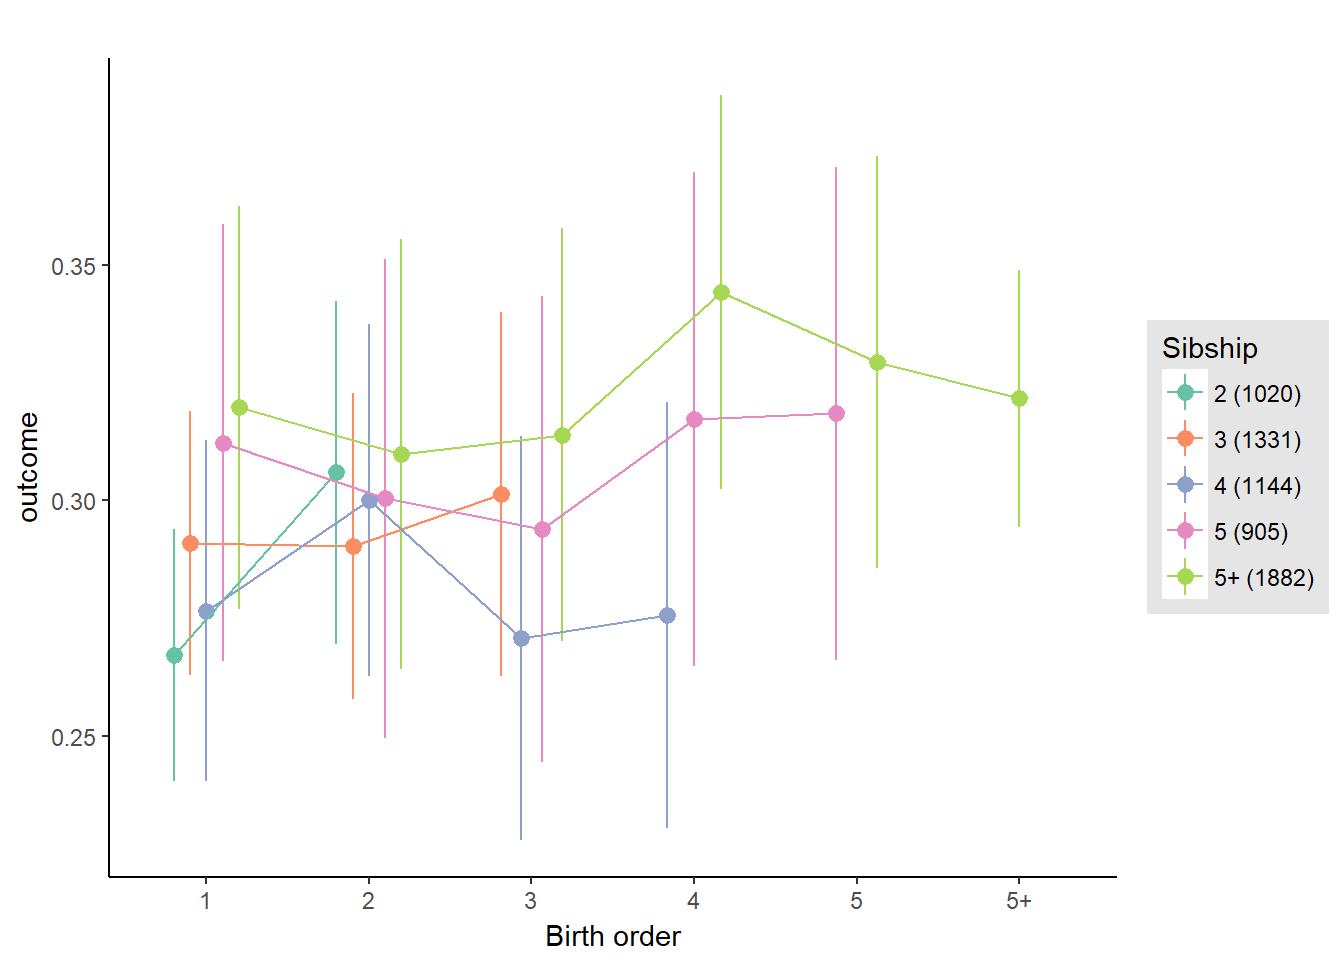 outcome
0.35
0.30
0.25
1 2 3 4 5 5+
Birth order
Sibship
2 (1020)
3 (1331)
4 (1144)
5 (905)
5+ (1882)